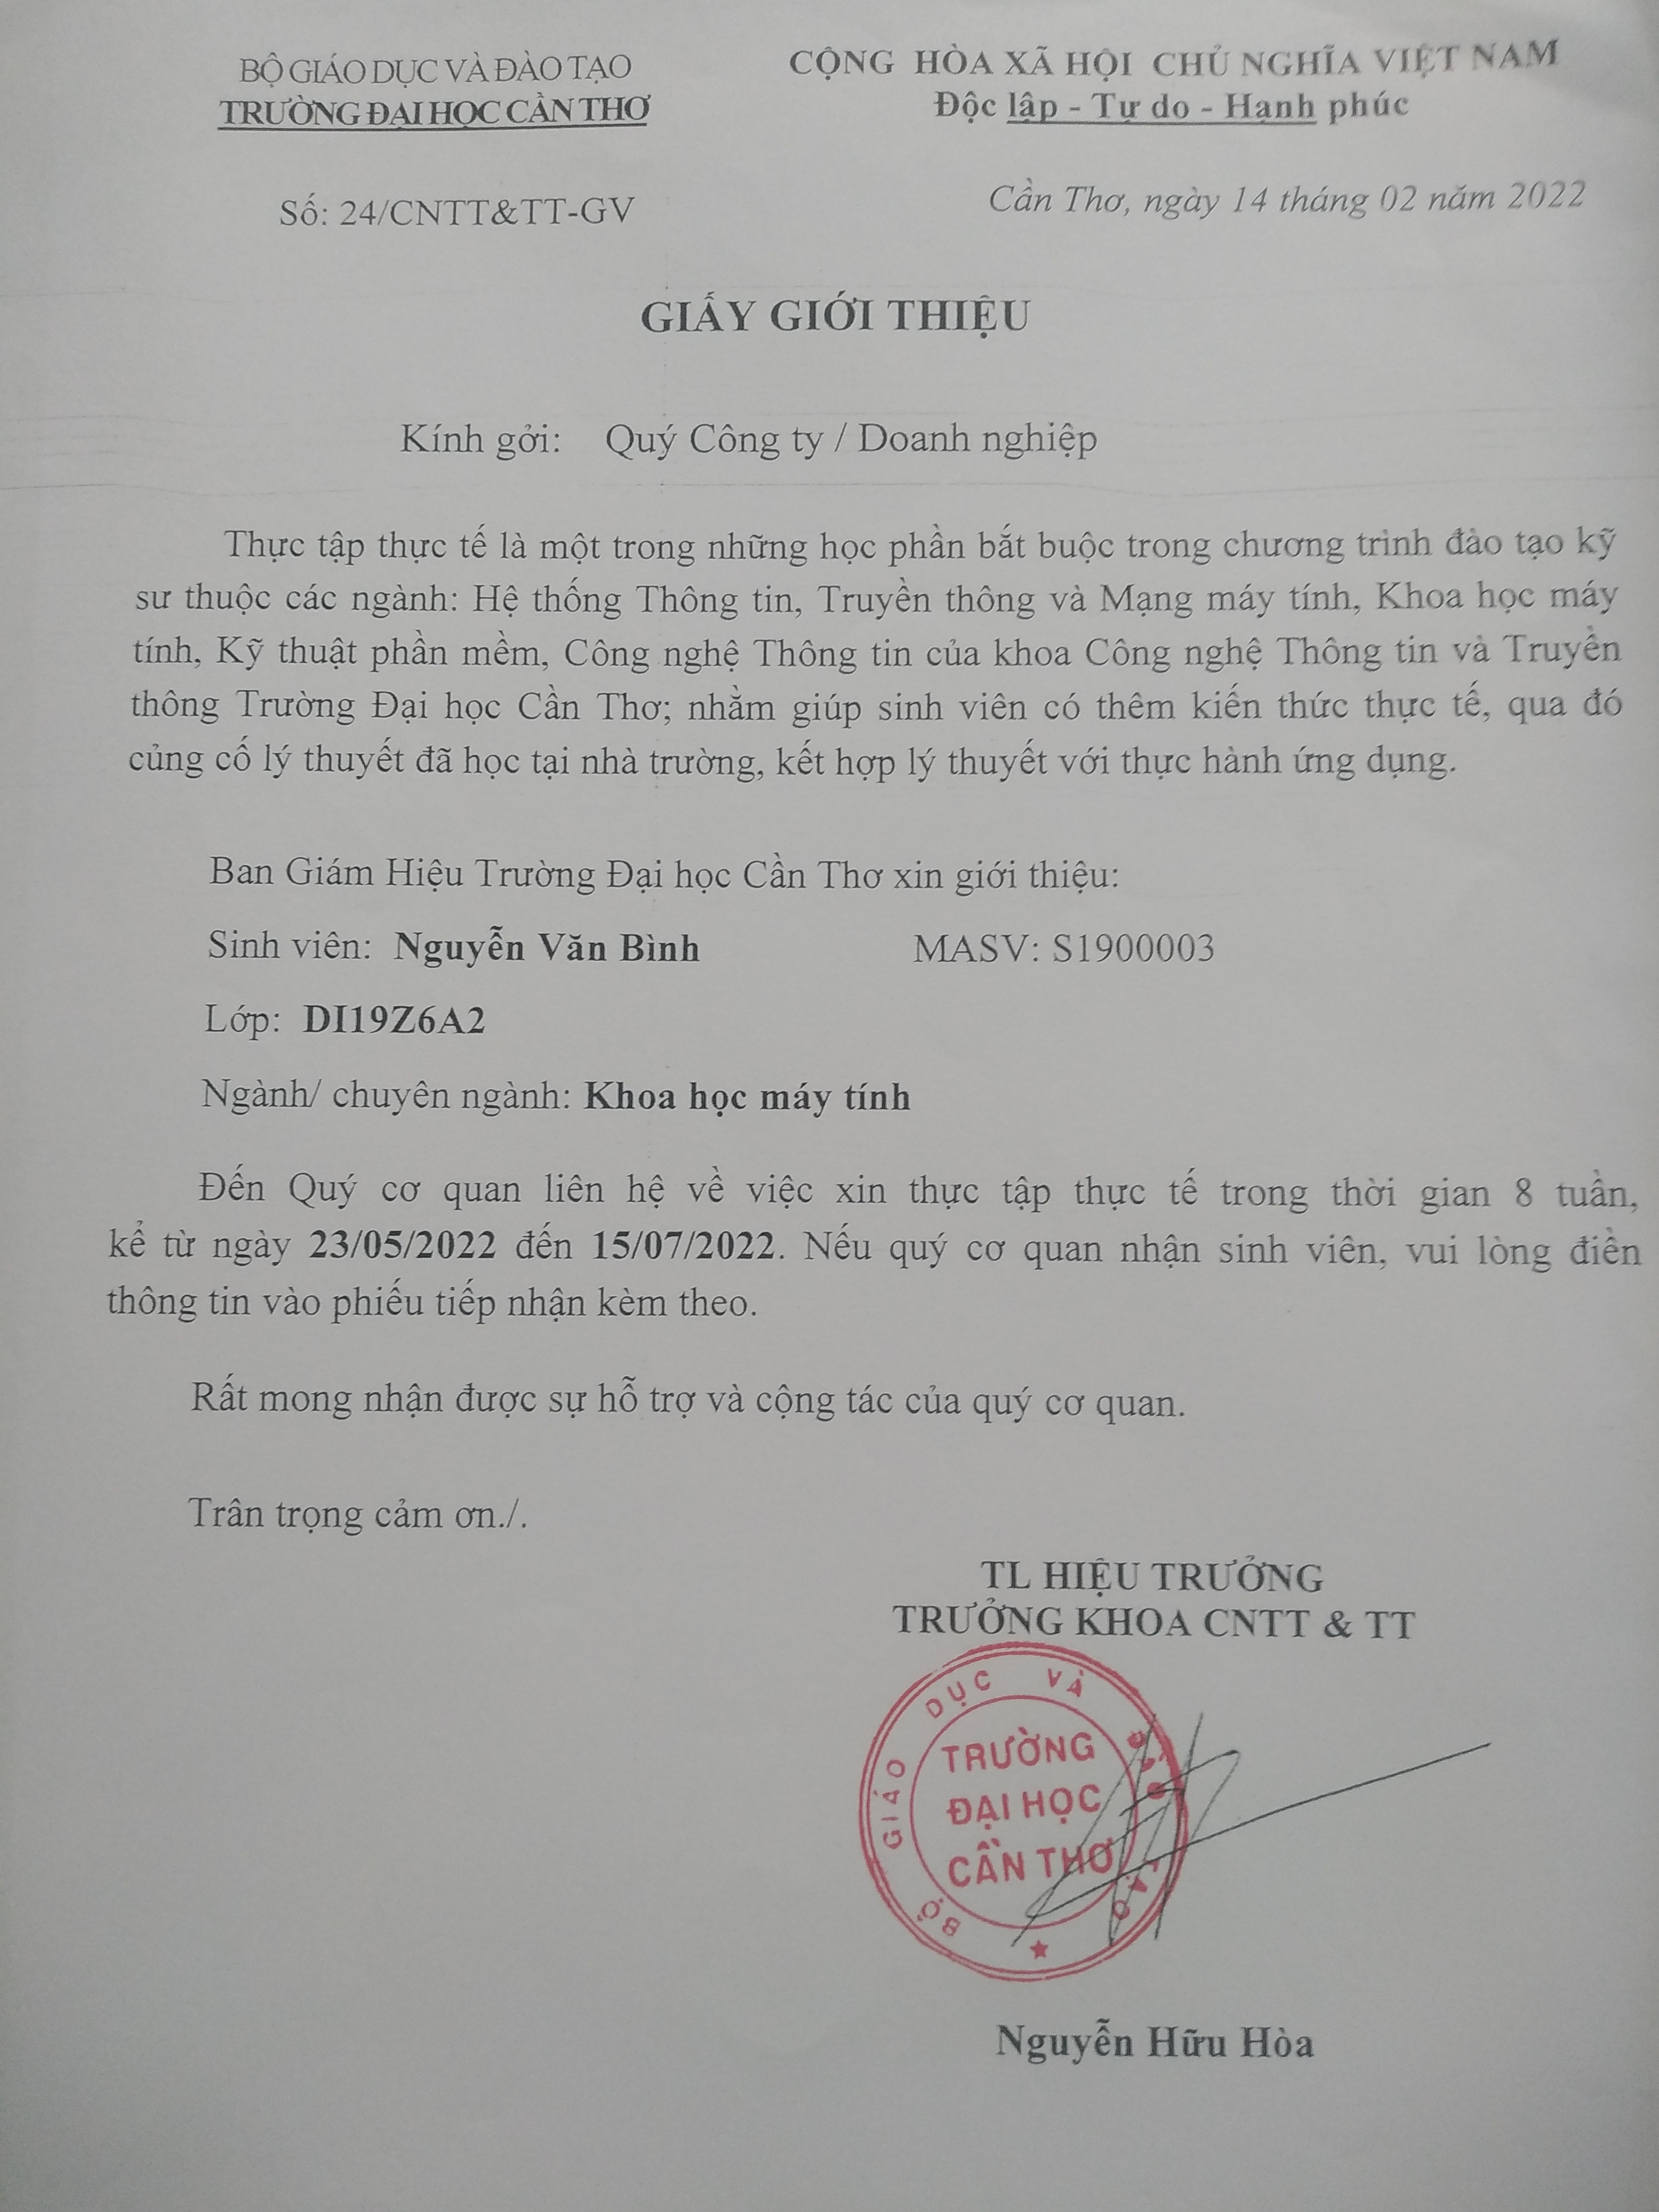 BỘ GIÁO DỤC VÀ ĐÀO TẠO
TRƯỜNG ĐẠI HỌC CẦN THƠ
CỘNG HÒA XÃ HỘI CHỦ NGHĨA VIỆT NAM
Độc lập - Tự do - Hạnh phúc
Số: 24/CNTT&TT-GV
Cần Thơ, ngày 14 tháng 02 năm 2022
GIẤY GIỚI THIỆU
Kính gởi: Quý Công ty / Doanh nghiệp
Thực tập thực tế là một trong những học phần bắt buộc trong chương trình đào tạo kỹ
sư thuộc các ngành: Hệ thống Thông tin, Truyền thông và Mạng máy tính, Khoa học máy
tính, Kỹ thuật phần mềm, Công nghệ Thông tin của khoa Công nghệ Thông tin và Truyền
thông Trường Đại học Cần Thơ; nhằm giúp sinh viên có thêm kiến thức thực tế, qua đó
củng cố lý thuyết đã học tại nhà trường, kết hợp lý thuyết với thực hành ứng dụng.
Ban Giám Hiệu Trường Đại học Cần Thơ xin giới thiệu:
Sinh viên: Nguyễn Văn Bình MASV: S1900003
Lớp: DI19Z6A2
Ngành/ chuyên ngành: Khoa học máy tính
Đến Quý cơ quan liên hệ về việc xin thực tập thực tế trong thời gian 8 tuần,
kể từ ngày 23/05/2022 đến 15/07/2022. Nếu quý cơ quan nhận sinh viên, vui lòng điền
thông tin vào phiếu tiếp nhận kèm theo.
Rất mong nhận được sự hỗ trợ và cộng tác của quý cơ quan.
Trân trọng cảm ơn./.
TL HIỆU TRƯỞNG
TRƯỞNG KHOA CNTT & TT
BỘ GIÁO DỤC VÀ ĐÀO TẠO
TRƯỜNG
ĐẠI HỌC
CẦN THƠ
Nguyễn Hữu Hòa